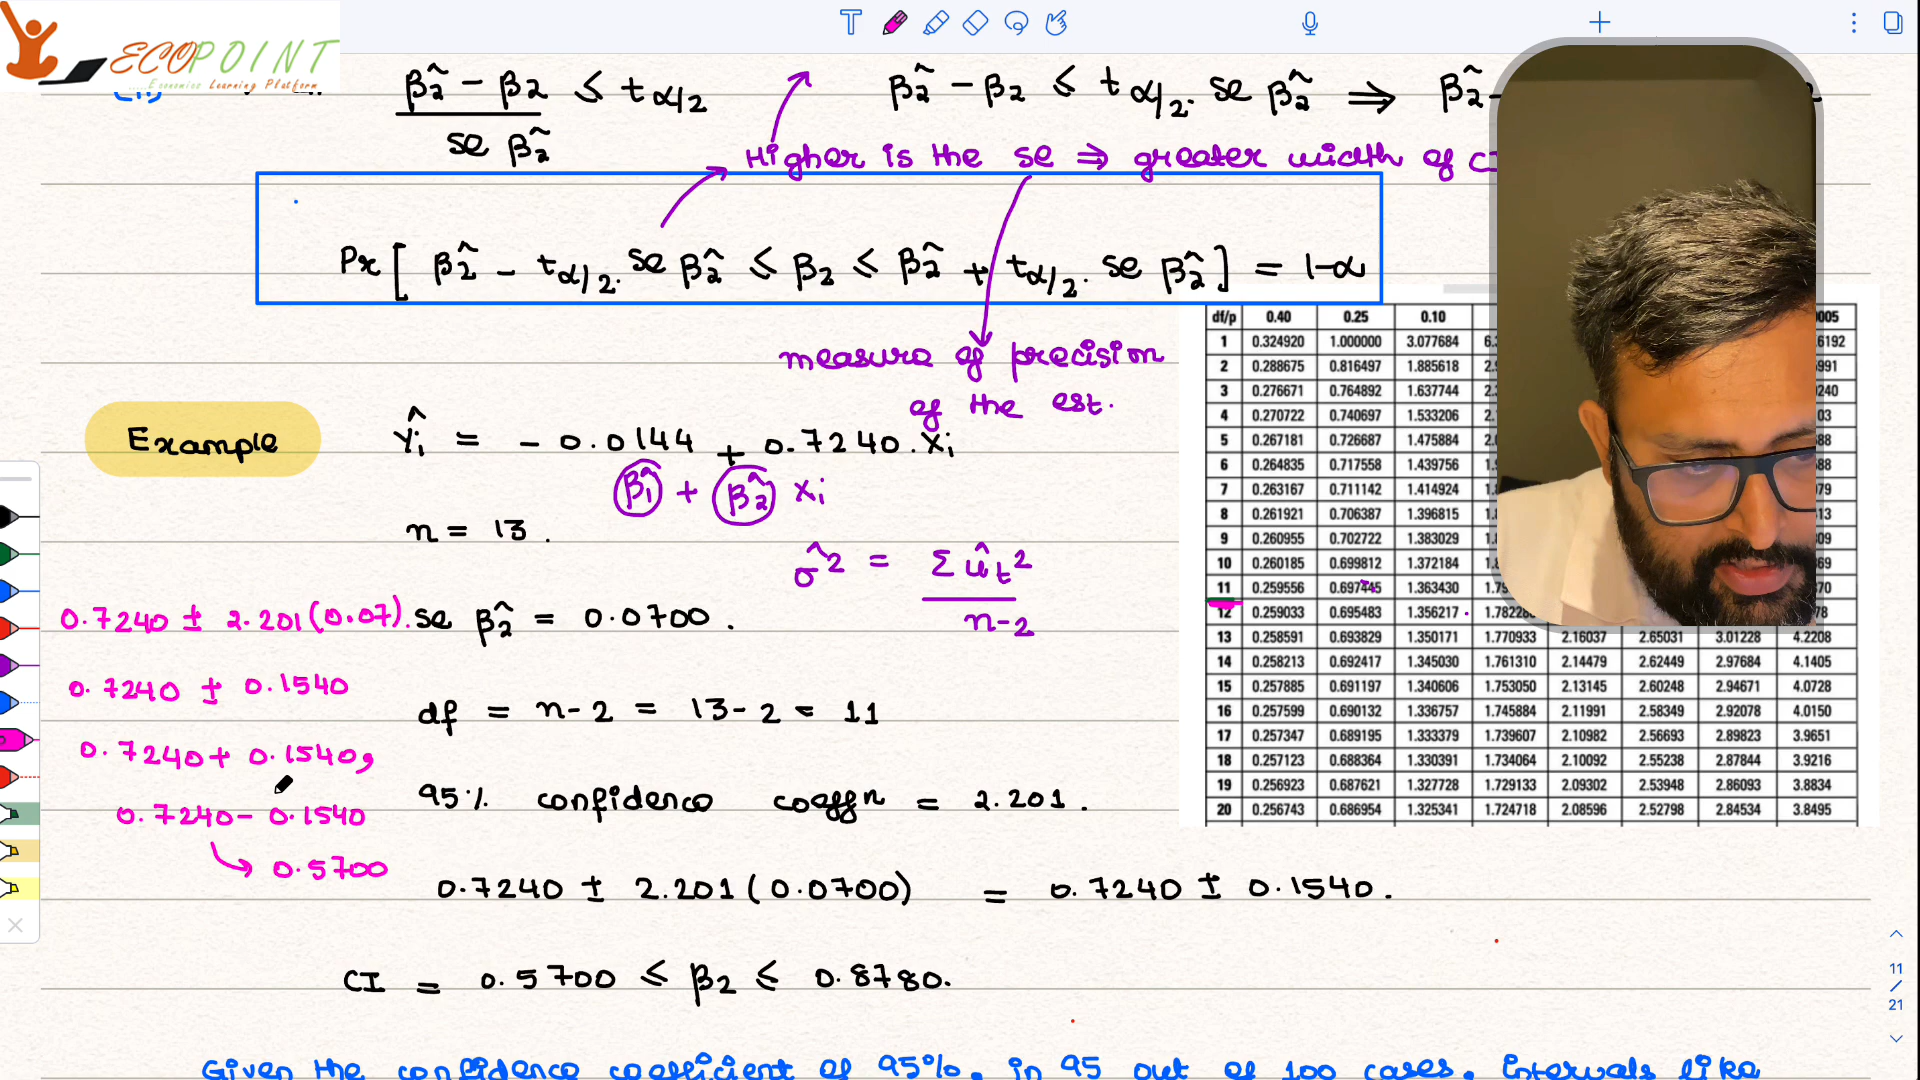 ECOPOINT
Economics Learning Platform
β̂2 - β2 ≤ tα/2
se β̂2
β̂2 - β2 ≤ tα/2. se β̂2 ⇒ β̂2 -
Higher is the se ⇒ greater width of CI
Pr[ β̂2 - tα/2. se β̂2 ≤ β2 ≤ β̂2 + tα/2. se β̂2 ] = 1-α
measure of precision
of the est.
Example
Ŷi = - 0.0144 + 0.7240.Xi
β̂1 + β̂2 Xi
n = 13.
σ̂2 = Σût2
n-2
0.7240 ± 2.201(0.07).
se β̂2 = 0.0700.
0.7240 ± 0.1540
df = n-2 = 13-2 = 11
0.7240 + 0.1540,
0.7240 - 0.1540
↳ 0.5700
95% confidence coeffn = 2.201.
0.7240 ± 2.201(0.0700) = 0.7240 ± 0.1540.
CI = 0.5700 ≤ β2 ≤ 0.8780.
Given the confidence coefficient of 95%, in 95 out of 100 cases, intervals like
df/p 0.40 0.25 0.10
1 0.324920 1.000000 3.077684
2 0.288675 0.816497 1.885618
3 0.276671 0.764892 1.637744
4 0.270722 0.740697 1.533206
5 0.267181 0.726687 1.475884
6 0.264835 0.717558 1.439756
7 0.263167 0.711142 1.414924
8 0.261921 0.706387 1.396815
9 0.260955 0.702722 1.383029
10 0.260185 0.699812 1.372184
11 0.259556 0.697445 1.363430
12 0.259033 0.695483 1.356217
13 0.258591 0.693829 1.350171 1.770933 2.16037 2.65031 3.01228 4.2208
14 0.258213 0.692417 1.345030 1.761310 2.14479 2.62449 2.97684 4.1405
15 0.257885 0.691197 1.340606 1.753050 2.13145 2.60248 2.94671 4.0728
16 0.257599 0.690132 1.336757 1.745884 2.11991 2.58349 2.92078 4.0150
17 0.257347 0.689195 1.333379 1.739607 2.10982 2.56693 2.89823 3.9651
18 0.257123 0.688364 1.330391 1.734064 2.10092 2.55238 2.87844 3.9216
19 0.256923 0.687621 1.327728 1.729133 2.09302 2.53948 2.86093 3.8834
20 0.256743 0.686954 1.325341 1.724718 2.08596 2.52798 2.84534 3.8495
11
/
21